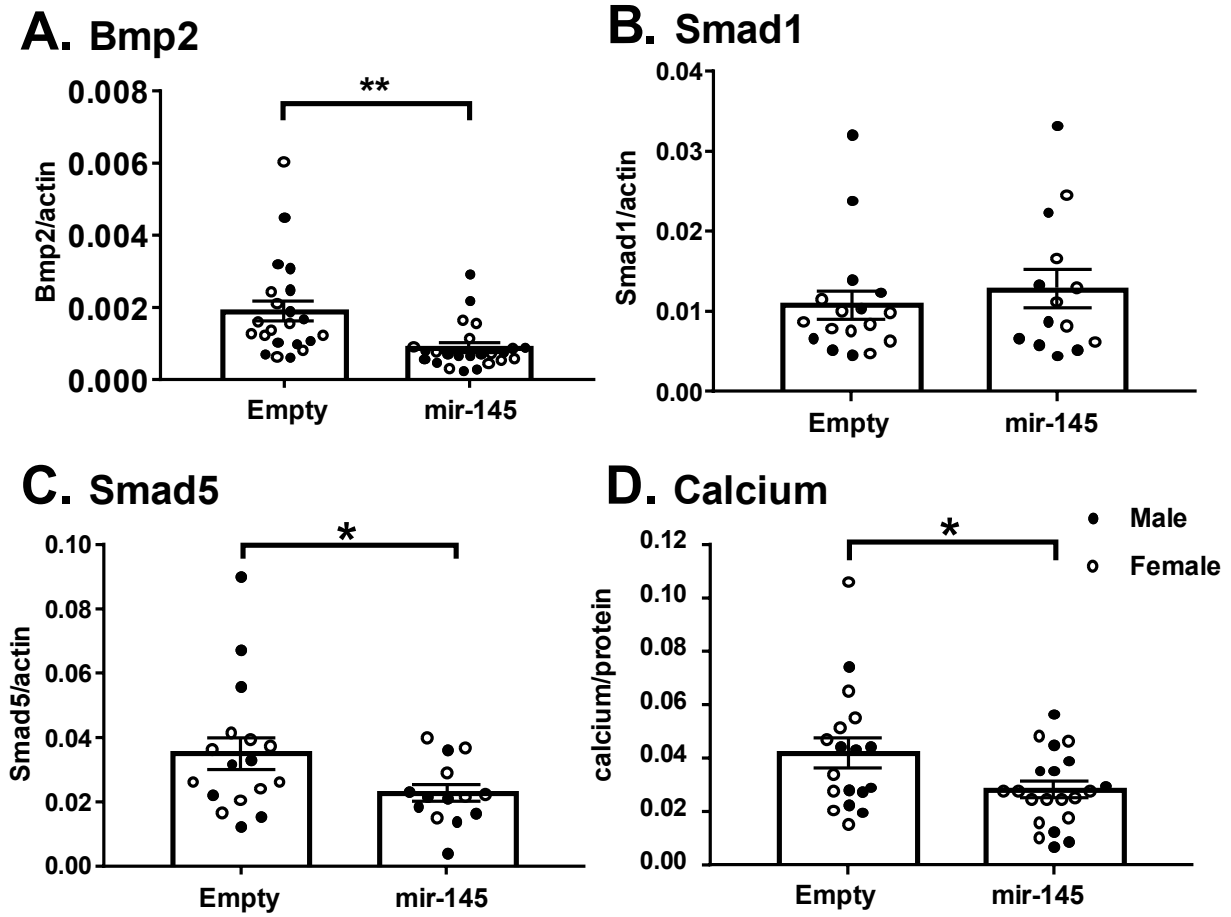 A. Bmp2
**
Bmp2/actin
0.008
0.006
0.004
0.002
0.000
Empty mir-145
B. Smad1
Smad1/actin
0.04
0.03
0.02
0.01
0.00
Empty mir-145
C. Smad5
*
Smad5/actin
0.10
0.08
0.06
0.04
0.02
0.00
Empty mir-145
D. Calcium
*
Male
Female
calcium/protein
0.12
0.10
0.08
0.06
0.04
0.02
0.00
Empty mir-145